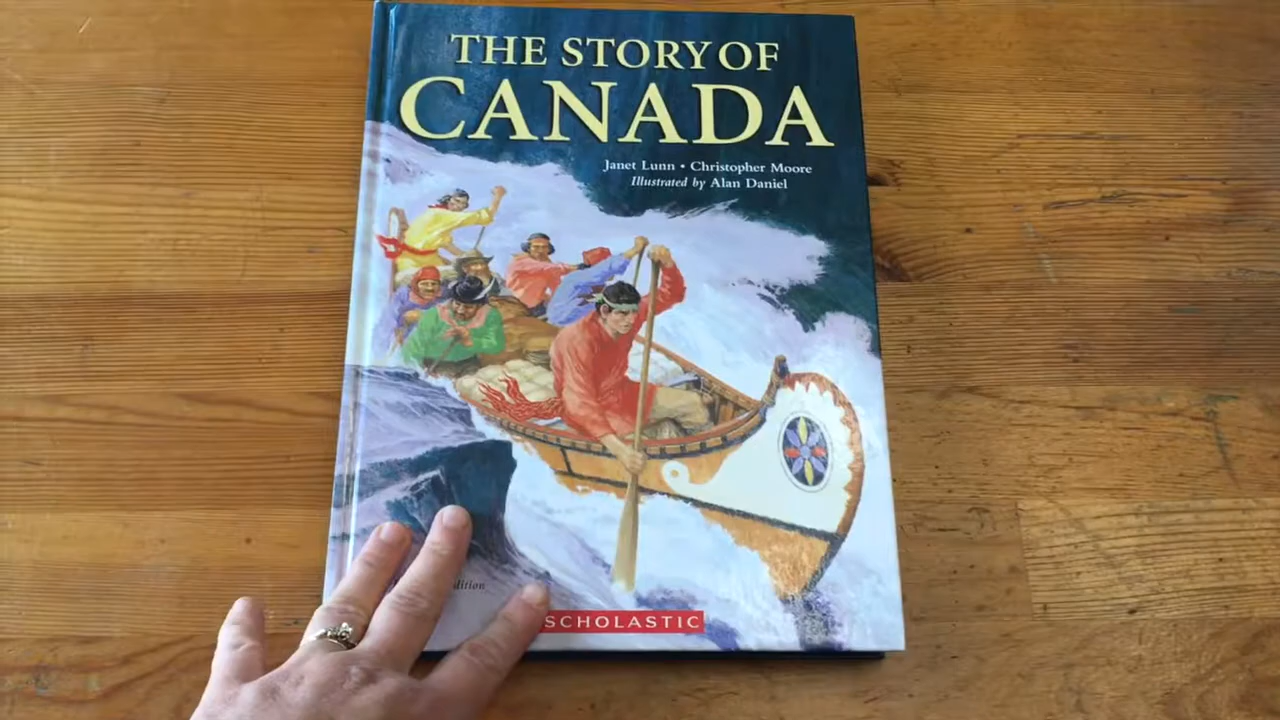 THE STORY OF
CANADA
Janet Lunn • Christopher Moore
Illustrated by Alan Daniel
SCHOLASTIC